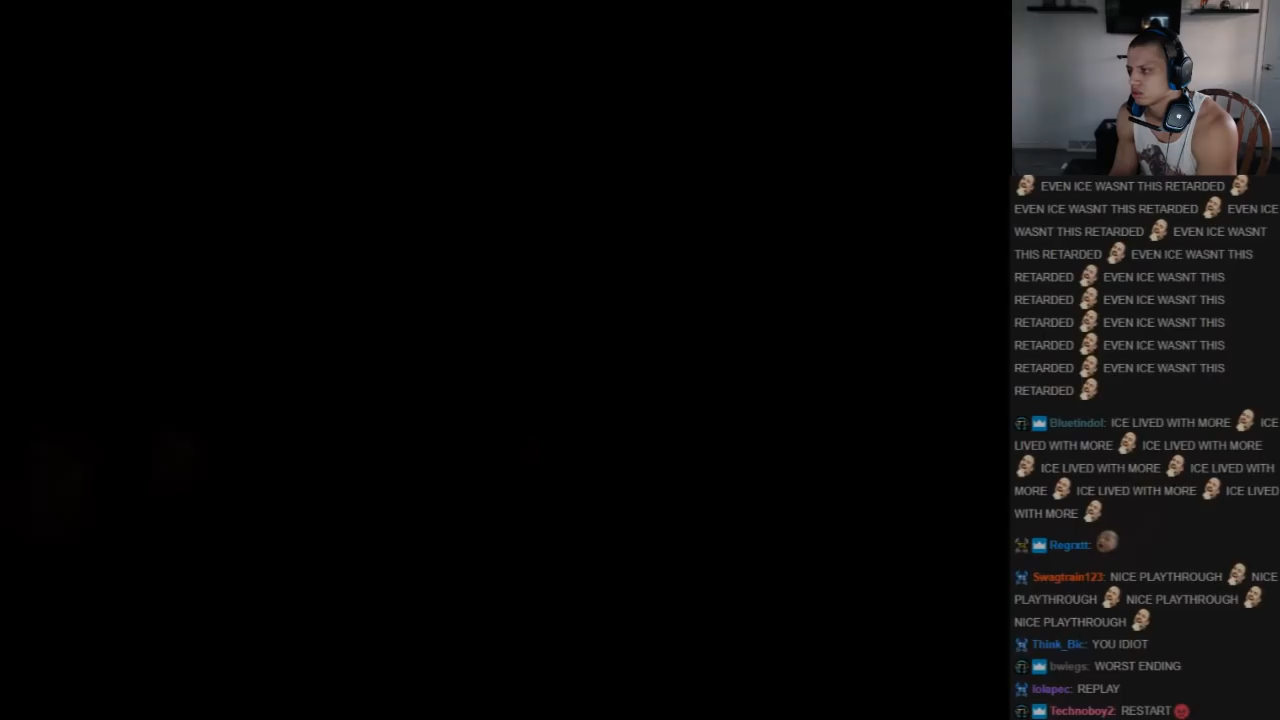 EVEN ICE WASNT THIS RETARDED
EVEN ICE WASNT THIS RETARDED EVEN ICE
WASNT THIS RETARDED EVEN ICE WASNT
THIS RETARDED EVEN ICE WASNT THIS
RETARDED EVEN ICE WASNT THIS
RETARDED EVEN ICE WASNT THIS
RETARDED EVEN ICE WASNT THIS
RETARDED EVEN ICE WASNT THIS
RETARDED EVEN ICE WASNT THIS
RETARDED
Bluetindol: ICE LIVED WITH MORE ICE
LIVED WITH MORE ICE LIVED WITH MORE
ICE LIVED WITH MORE ICE LIVED WITH
MORE ICE LIVED WITH MORE ICE LIVED
WITH MORE
Regrxtt:
Swagtrain123: NICE PLAYTHROUGH NICE
PLAYTHROUGH NICE PLAYTHROUGH
NICE PLAYTHROUGH
Think_Bic: YOU IDIOT
bwiegs: WORST ENDING
lolapec: REPLAY
Technoboy2: RESTART